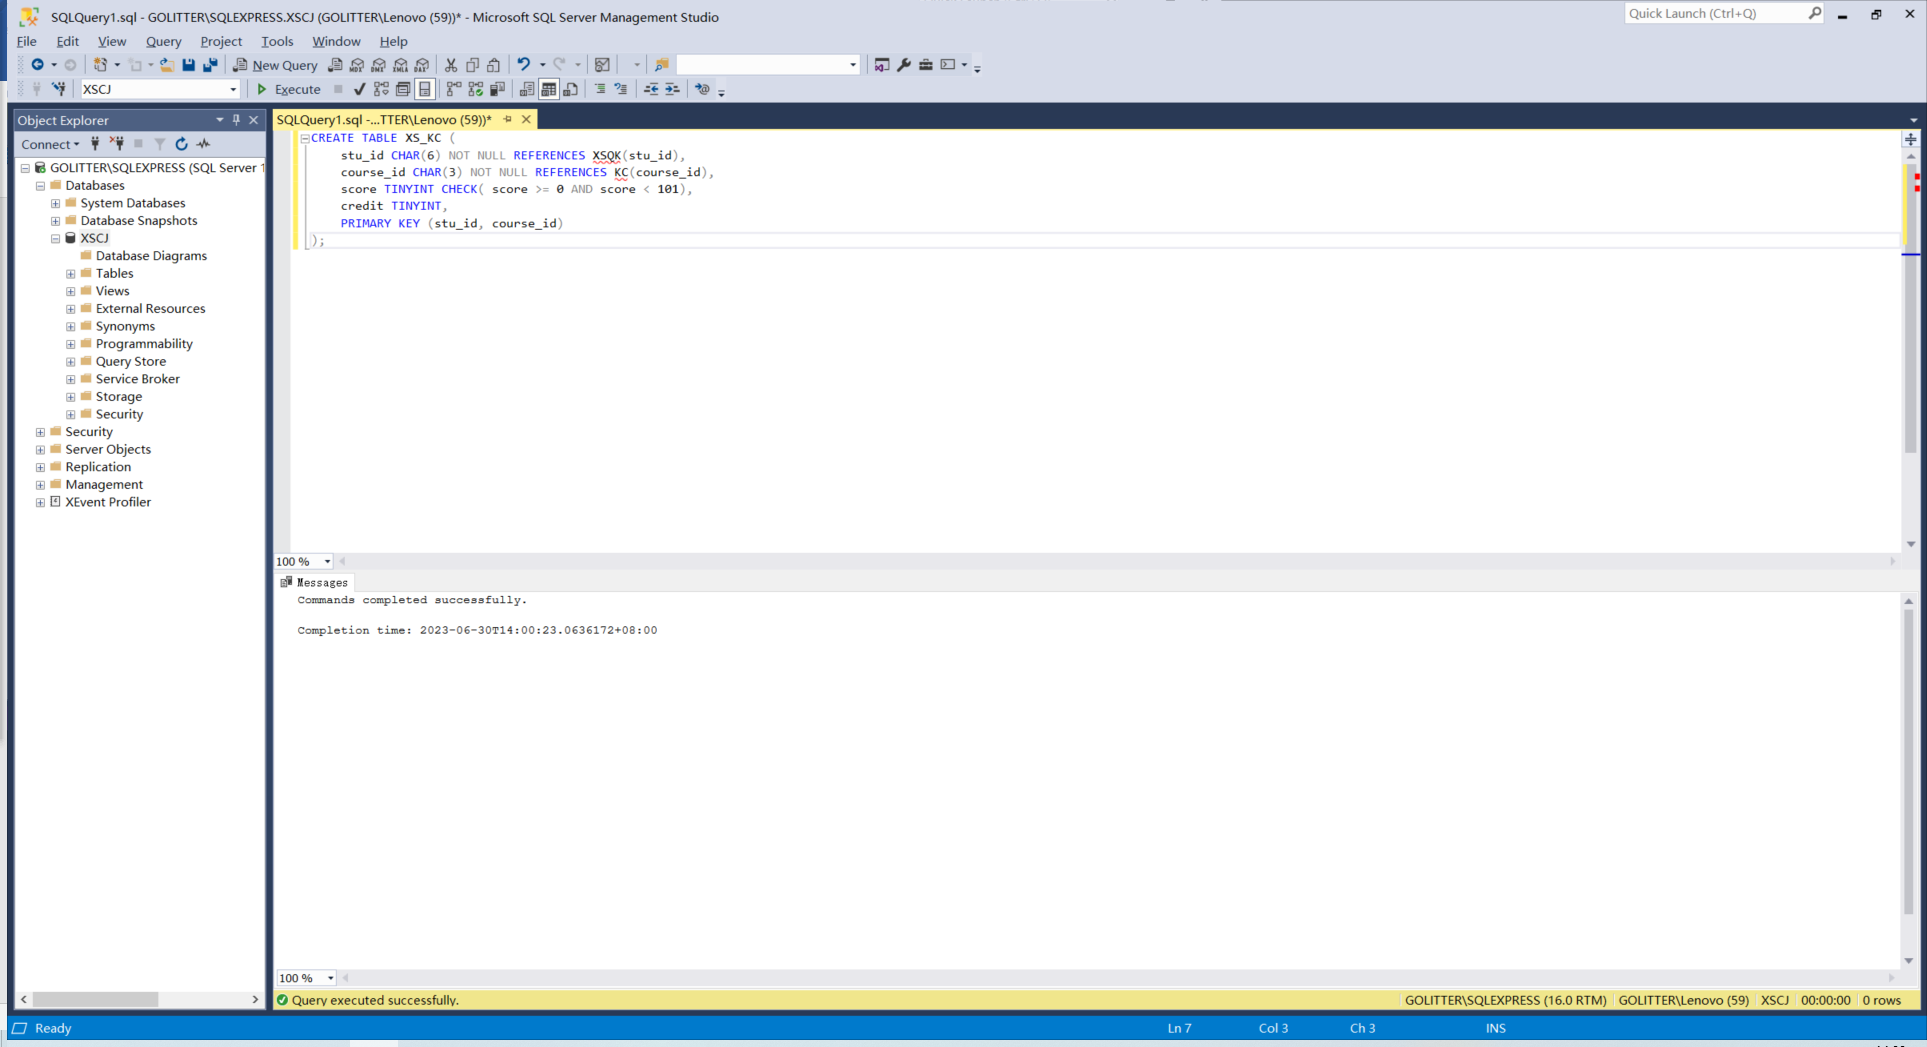 SQLQuery1.sql - GOLITTER\SQLEXPRESS.XSCJ (GOLITTER\Lenovo (59))* - Microsoft SQL Server Management Studio
Quick Launch (Ctrl+Q)
File Edit View Query Project Tools Window Help
New Query MDX DMX XMLA DAX
XSCJ
Execute
Object Explorer
SQLQuery1.sql -...TTER\Lenovo (59))*
Connect
GOLITTER\SQLEXPRESS (SQL Server 1
Databases
System Databases
Database Snapshots
XSCJ
Database Diagrams
Tables
Views
External Resources
Synonyms
Programmability
Query Store
Service Broker
Storage
Security
Security
Server Objects
Replication
Management
XEvent Profiler
CREATE TABLE XS_KC (
stu_id CHAR(6) NOT NULL REFERENCES XSQK(stu_id),
course_id CHAR(3) NOT NULL REFERENCES KC(course_id),
score TINYINT CHECK( score >= 0 AND score < 101),
credit TINYINT,
PRIMARY KEY (stu_id, course_id)
);
100 %
Messages
Commands completed successfully.
Completion time: 2023-06-30T14:00:23.0636172+08:00
100 %
Query executed successfully.
GOLITTER\SQLEXPRESS (16.0 RTM) GOLITTER\Lenovo (59) XSCJ 00:00:00 0 rows
Ready
Ln 7 Col 3 Ch 3 INS